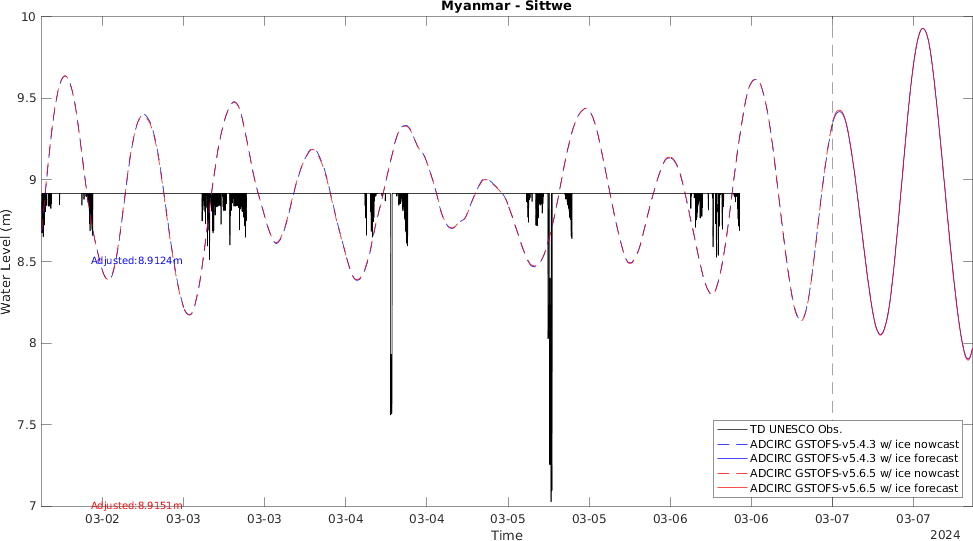 Myanmar - Sittwe
10
9.5
9
8.5
8
7.5
7
Water Level (m)
Adjusted:8.9124m
Adjusted:8.9151m
TD UNESCO Obs.
ADCIRC GSTOFS-v5.4.3 w/ ice nowcast
ADCIRC GSTOFS-v5.4.3 w/ ice forecast
ADCIRC GSTOFS-v5.6.5 w/ ice nowcast
ADCIRC GSTOFS-v5.6.5 w/ ice forecast
03-02 03-03 03-03 03-04 03-04 03-05 03-05 03-06 03-06 03-07 03-07
Time
2024